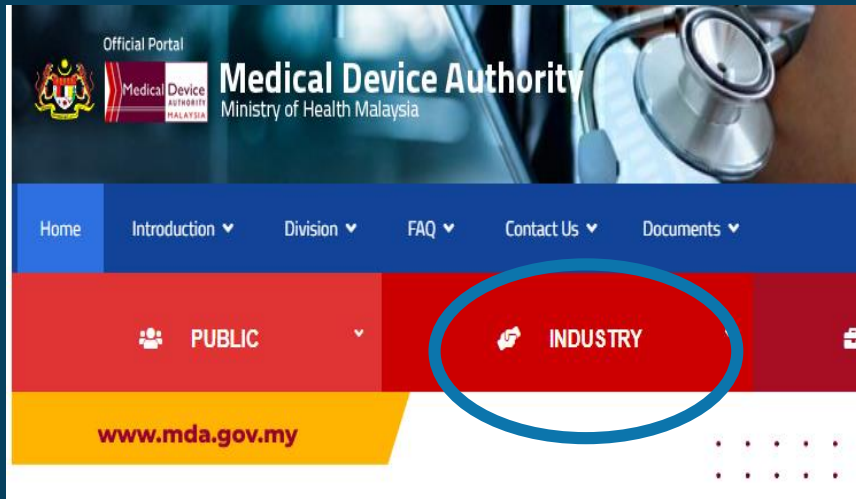 Official Portal
Medical Device
AUTHORITY
MALAYSIA
Medical Device Authority
Ministry of Health Malaysia
Home Introduction Division FAQ Contact Us Documents
PUBLIC INDUSTRY
www.mda.gov.my